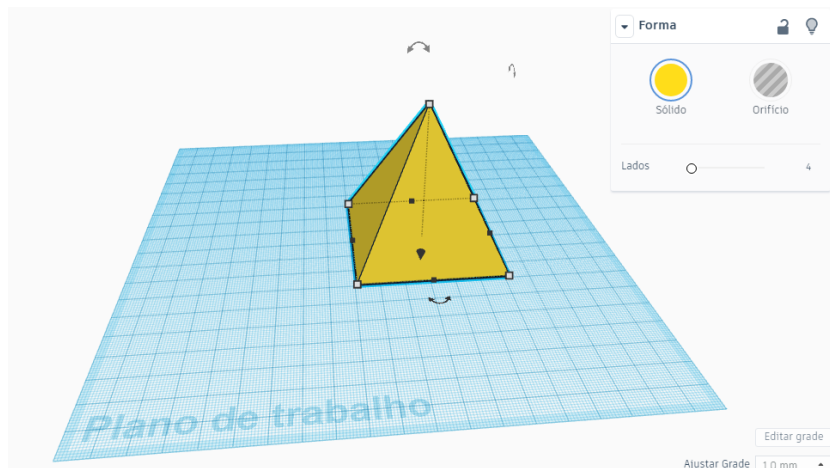 Forma
Sólido
Orifício
Lados
4
Plano de trabalho
Editar grade
Ajustar Grade 1.0 mm